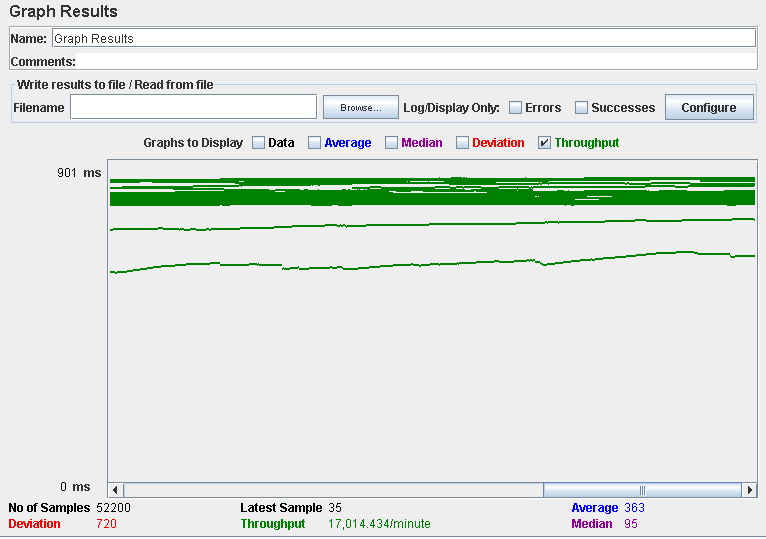 Graph Results
Name: Graph Results
Comments:
Write results to file / Read from file
Filename Browse... Log/Display Only: Errors Successes Configure
Graphs to Display Data Average Median Deviation Throughput
901 ms
0 ms
No of Samples 52200 Latest Sample 35 Average 363
Deviation 720 Throughput 17,014.434/minute Median 95